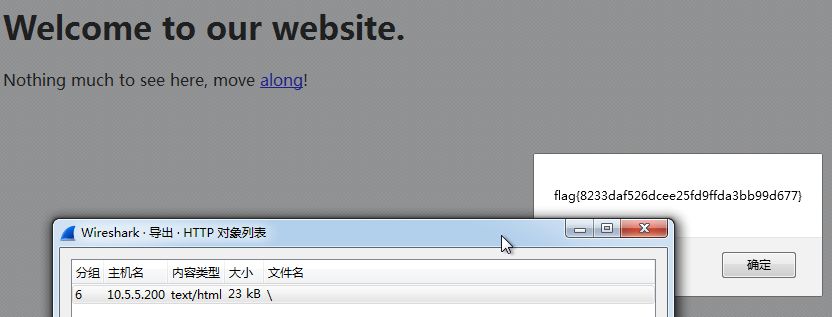 Welcome to our website.
Nothing much to see here, move along!
flag{8233daf526dcee25fd9ffda3bb99d677}
确定
Wireshark · 导出 · HTTP 对象列表
分组 主机名 内容类型 大小 文件名
6 10.5.5.200 text/html 23 kB \